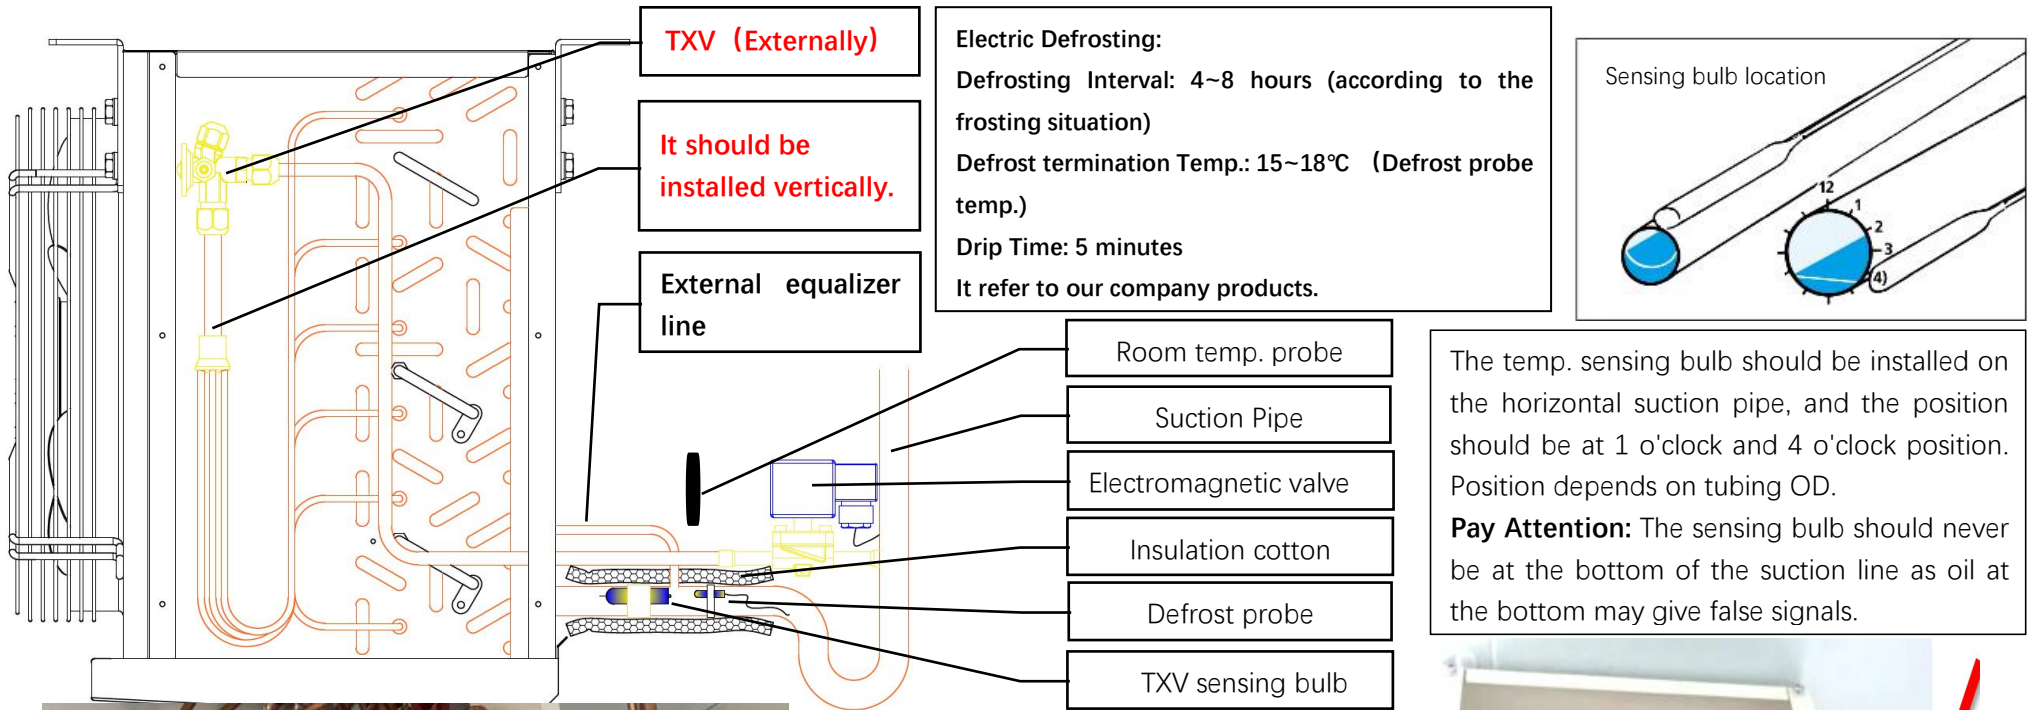 TXV（Externally）
It should be
installed vertically.
External equalizer
line
Electric Defrosting:
Defrosting Interval: 4~8 hours (according to the
frosting situation)
Defrost termination Temp.: 15~18℃ （Defrost probe
temp.)
Drip Time: 5 minutes
It refer to our company products.
Sensing bulb location
12
1
2
3
4)
Room temp. probe
Suction Pipe
Electromagnetic valve
Insulation cotton
Defrost probe
TXV sensing bulb
The temp. sensing bulb should be installed on
the horizontal suction pipe, and the position
should be at 1 o'clock and 4 o'clock position.
Position depends on tubing OD.
Pay Attention: The sensing bulb should never
be at the bottom of the suction line as oil at
the bottom may give false signals.